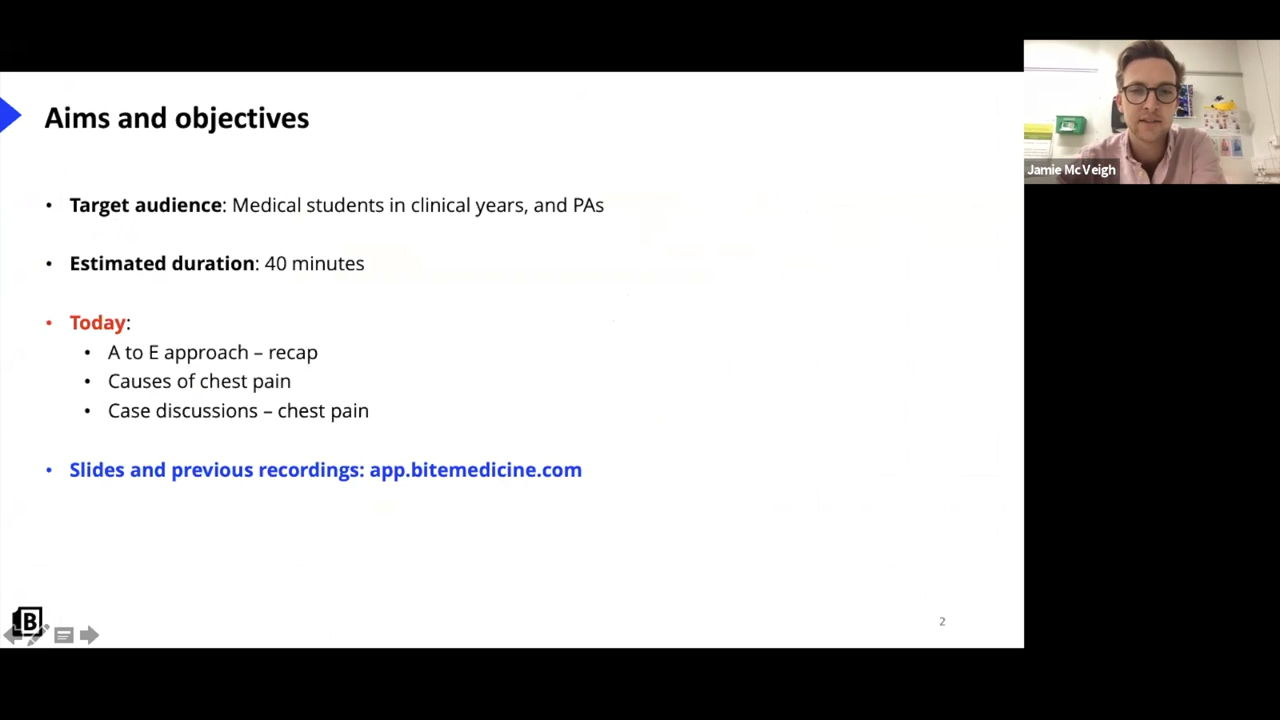 Aims and objectives
• Target audience: Medical students in clinical years, and PAs
• Estimated duration: 40 minutes
• Today:
• A to E approach – recap
• Causes of chest pain
• Case discussions – chest pain
• Slides and previous recordings: app.bitemedicine.com
B
2
Jamie McVeigh